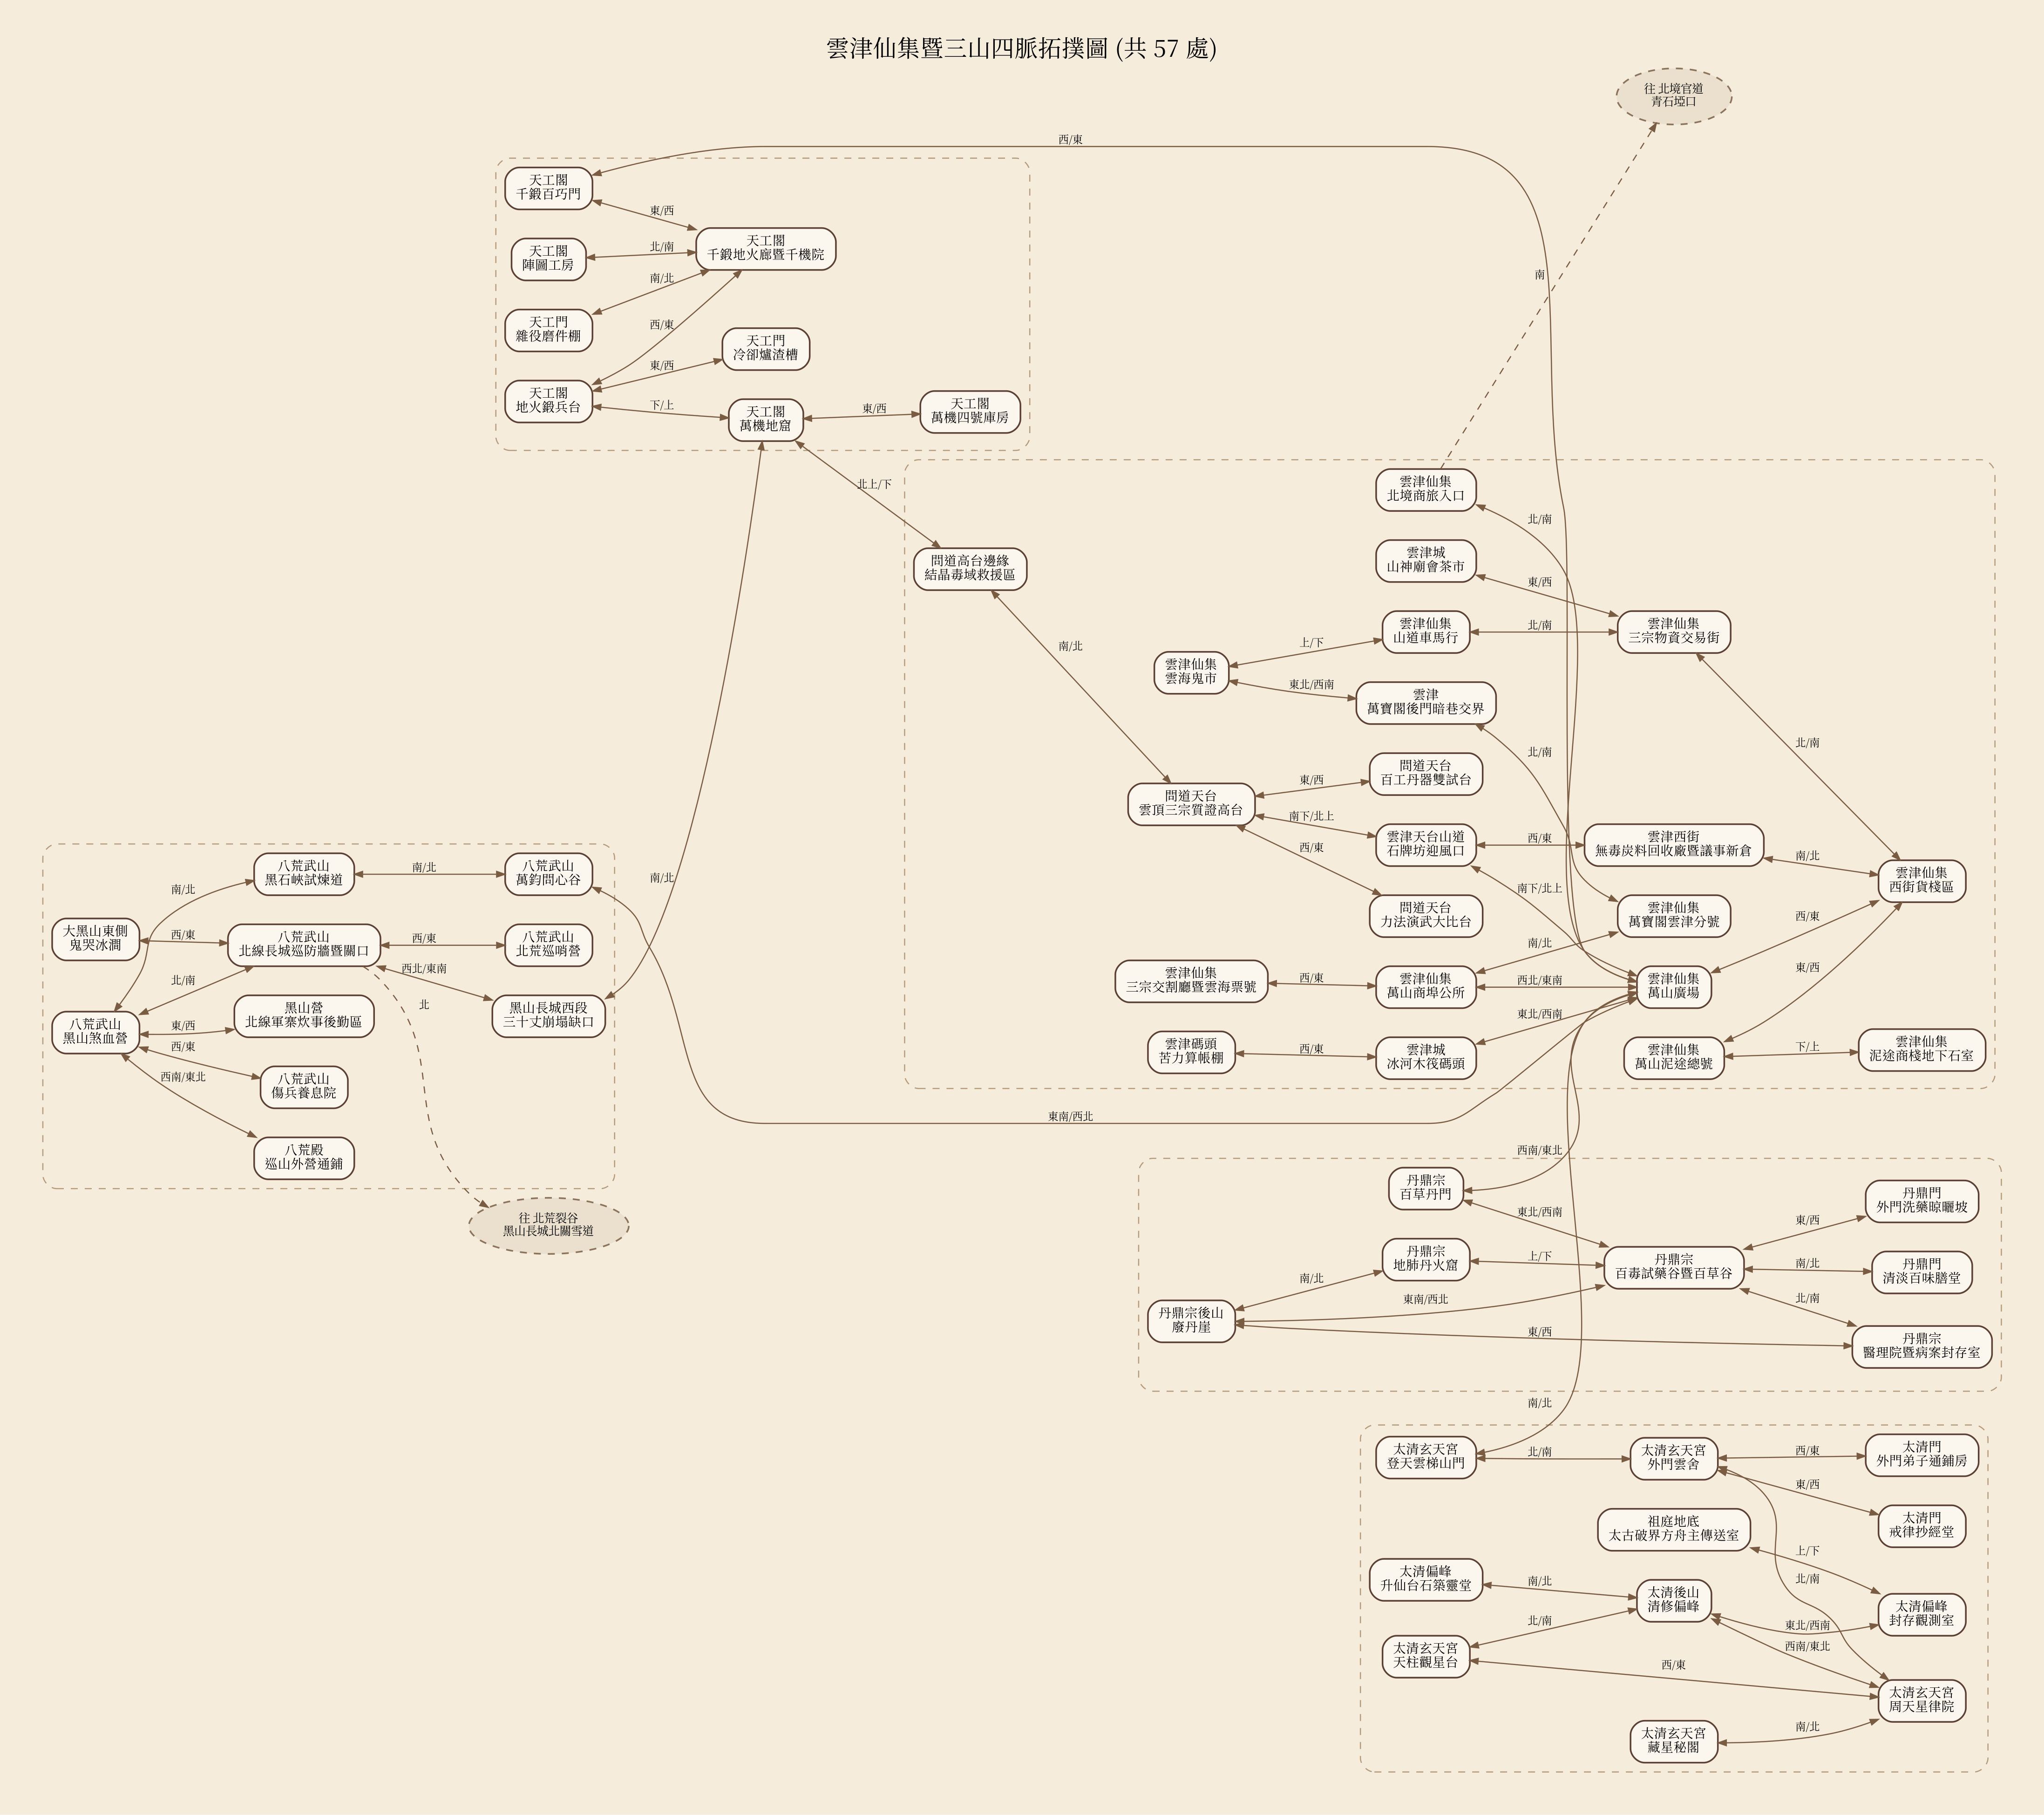 雲津仙集暨三山四脈拓撲圖 (共 57 處)
往 北境官道
青石埡口
西/東
天工閣
千鍛百巧門
東/西
天工閣
千鍛地火廊暨千機院
天工閣
陣圖工房
北/南
南/北
天工門
雜役磨件棚
西/東
天工門
冷卻爐渣槽
東/西
天工閣
地火鍛兵台
下/上
天工閣
萬機地窟
東/西
天工閣
萬機四號庫房
南
北上/下
雲津仙集
北境商旅入口
北/南
問道高台邊緣
結晶毒域救援區
雲津城
山神廟會茶市
東/西
雲津仙集
山道車馬行
北/南
雲津仙集
三宗物資交易街
上/下
雲津仙集
雲海鬼市
東北/西南
雲津
萬寶閣後門暗巷交界
南/北
北/南
北/南
問道天台
百工丹器雙試台
東/西
問道天台
雲頂三宗質證高台
南下/北上
雲津天台山道
石牌坊迎風口
西/東
雲津西街
無毒炭料回收廠暨議事新倉
南/北
雲津仙集
西街貨棧區
西/東
南下/北上
問道天台
力法演武大比台
雲津仙集
萬寶閣雲津分號
西/東
南/北
雲津仙集
三宗交割廳暨雲海票號
西/東
雲津仙集
萬山商埠公所
西北/東南
雲津仙集
萬山廣場
東/西
東北/西南
雲津碼頭
苦力算帳棚
西/東
雲津城
冰河木筏碼頭
雲津仙集
萬山泥途總號
下/上
雲津仙集
泥途商棧地下石室
八荒武山
黑石峽試煉道
南/北
八荒武山
萬鈞問心谷
南/北
南/北
大黑山東側
鬼哭冰澗
西/東
八荒武山
北線長城巡防牆暨關口
西/東
八荒武山
北荒巡哨營
西北/東南
北/南
北
黑山營
北線軍寨炊事後勤區
黑山長城西段
三十丈崩塌缺口
八荒武山
黑山煞血營
東/西
西/東
八荒武山
傷兵養息院
西南/東北
八荒殿
巡山外營通鋪
東南/西北
往 北荒裂谷
黑山長城北關雪道
西南/東北
丹鼎宗
百草丹門
東北/西南
丹鼎門
外門洗藥晾曬坡
東/西
丹鼎宗
地肺丹火窟
上/下
丹鼎宗
百毒試藥谷暨百草谷
南/北
丹鼎門
清淡百味膳堂
南/北
東南/西北
北/南
丹鼎宗後山
廢丹崖
東/西
丹鼎宗
醫理院暨病案封存室
南/北
太清玄天宮
登天雲梯山門
北/南
太清玄天宮
外門雲舍
西/東
太清門
外門弟子通鋪房
東/西
太清門
戒律抄經堂
祖庭地底
太古破界方舟主傳送室
上/下
北/南
太清偏峰
升仙台石築靈堂
南/北
太清後山
清修偏峰
太清偏峰
封存觀測室
東北/西南
北/南
西南/東北
太清玄天宮
天柱觀星台
西/東
太清玄天宮
周天星律院
太清玄天宮
藏星秘閣
南/北